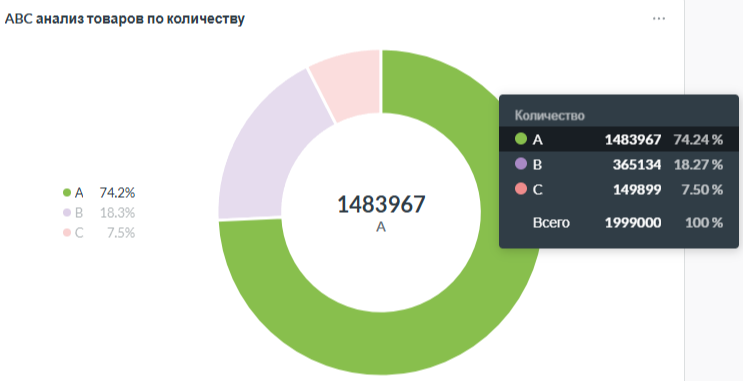 ABC анализ товаров по количеству
...
Количество
A 1483967 74.24 %
B 365134 18.27 %
C 149899 7.50 %
Всего 1999000 100 %
A 74.2%
B 18.3%
C 7.5%
1483967
A